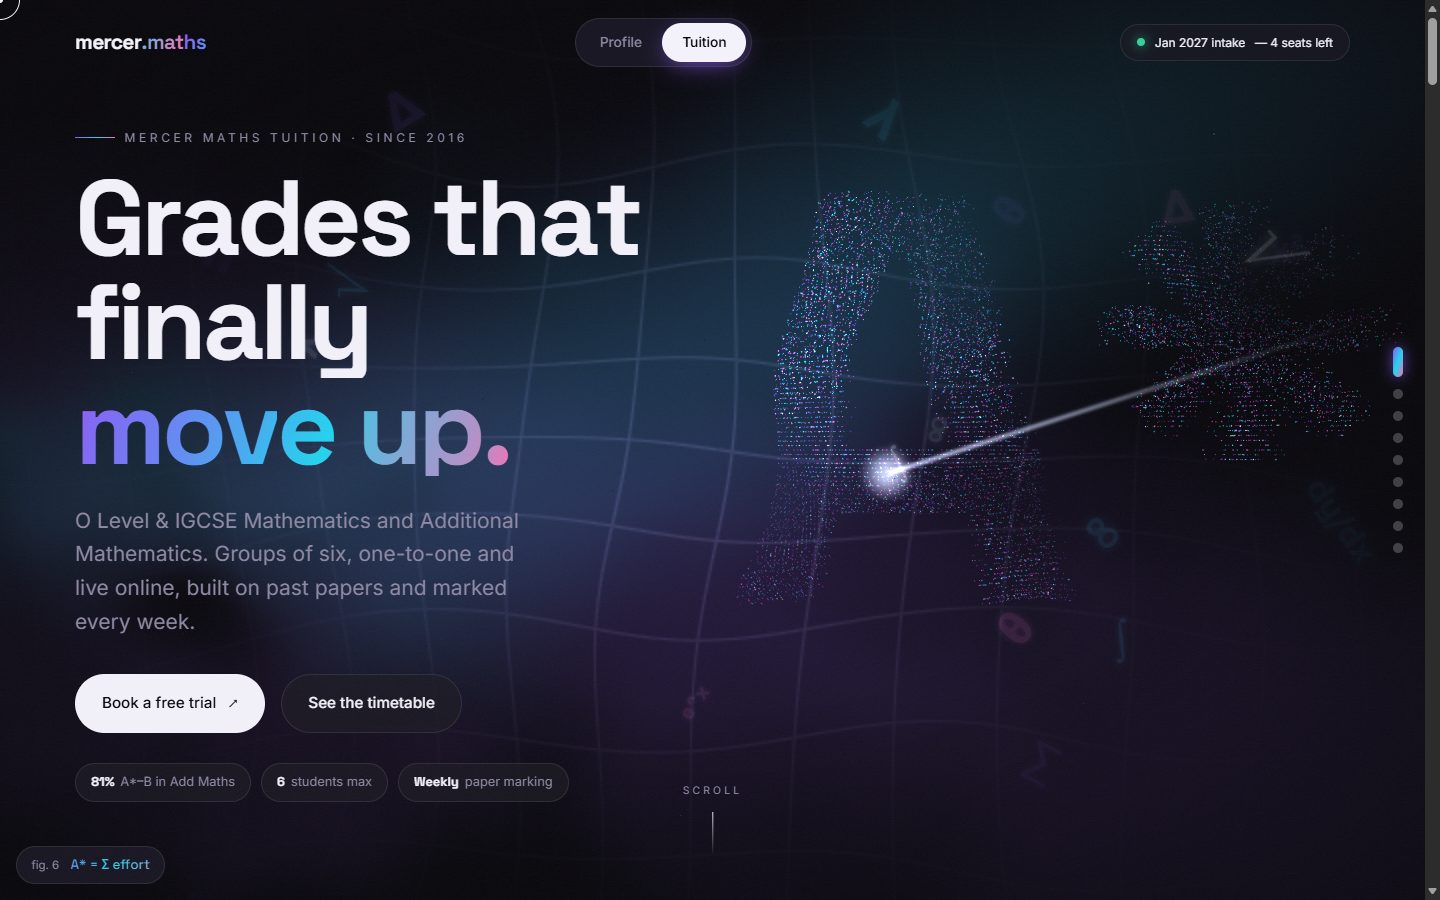 mercer.maths
Profile
Tuition
Jan 2027 intake — 4 seats left
MERCER MATHS TUITION · SINCE 2016
Grades that
finally
move up.
A*
O Level & IGCSE Mathematics and Additional
Mathematics. Groups of six, one-to-one and
live online, built on past papers and marked
every week.
dy/dx
Book a free trial ↗
See the timetable
81% A*–B in Add Maths
6 students max
Weekly paper marking
SCROLL
fig. 6 A* = Σ effort